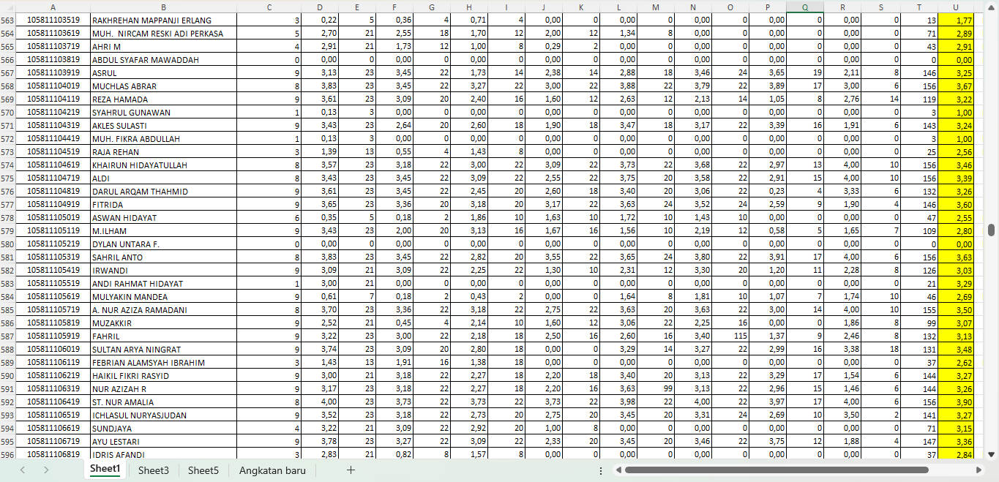 A B C D E F G H I J K L M N O P Q R S T U
563 105811103519 RAKHREHAN MAPPANJI ERLANG 3 0,22 5 0,36 4 0,71 4 0,00 0 0,00 0 0,00 0 0,00 0 0,00 0 13 1,77
564 105811103619 MUH. NIRCAM RESKI ADI PERKASA 5 2,70 21 2,55 18 1,70 12 2,00 12 1,34 8 0,00 0 0,00 0 0,00 0 71 2,89
565 105811103719 AHRI M 4 2,91 21 1,73 12 1,00 8 0,29 2 0,00 0 0,00 0 0,00 0 0,00 0 43 2,91
566 105811103819 ABDUL SYAFAR MAWADDAH 0 0,00 0 0,00 0 0,00 0 0,00 0 0,00 0 0,00 0 0,00 0 0,00 0 0 0,00
567 105811103919 ASRUL 9 3,13 23 3,45 22 1,73 14 2,38 14 2,88 18 3,46 24 3,65 19 2,11 8 146 3,25
568 105811104019 MUCHLAS ABRAR 8 3,83 23 3,45 22 3,27 22 3,00 22 3,88 22 3,79 22 3,89 17 3,00 6 156 3,67
569 105811104119 REZA HAMADA 9 3,61 23 3,09 20 2,40 16 1,60 12 2,63 12 2,13 14 1,05 8 2,76 14 119 3,22
570 105811104219 SYAHRUL GUNAWAN 1 0,13 3 0,00 0 0,00 0 0,00 0 0,00 0 0,00 0 0,00 0 0,00 0 3 1,00
571 105811104319 AKLES SULASTI 9 3,43 23 2,64 20 2,60 18 1,90 18 3,47 18 3,17 22 3,39 16 1,91 6 143 3,24
572 105811104419 MUH. FIKRA ABDULLAH 1 0,13 3 0,00 0 0,00 0 0,00 0 0,00 0 0,00 0 0,00 0 0,00 0 3 1,00
573 105811104519 RAJA REHAN 3 1,39 13 0,55 4 1,43 8 0,00 0 0,00 0 0,00 0 0,00 0 0,00 0 25 2,56
574 105811104619 KHAIRUN HIDAYATULLAH 8 3,57 23 3,18 22 3,00 22 3,09 22 3,73 22 3,68 22 2,97 13 4,00 10 156 3,46
575 105811104719 ALDI 8 3,43 23 3,45 22 3,09 22 2,55 22 3,75 20 3,58 22 2,91 15 4,00 10 156 3,39
576 105811104819 DARUL ARQAM THAHMID 9 3,61 23 3,45 22 2,45 20 2,60 18 3,40 20 3,06 22 0,23 4 3,33 6 132 3,26
577 105811104919 FITRIDA 9 3,65 23 3,36 20 3,18 20 3,17 22 3,63 24 3,52 24 2,59 9 1,90 4 146 3,60
578 105811105019 ASWAN HIDAYAT 6 0,35 5 0,18 2 1,86 10 1,63 10 1,72 10 1,43 10 0,00 0 0,00 0 47 2,55
579 105811105119 M.ILHAM 9 3,43 23 2,00 20 3,13 16 1,67 16 1,56 10 2,19 12 0,58 5 1,65 7 109 2,80
580 105811105219 DYLAN UNTARA F. 0 0,00 0 0,00 0 0,00 0 0,00 0 0,00 0 0,00 0 0,00 0 0,00 0 0 0,00
581 105811105319 SAHRIL ANTO 8 3,83 23 3,45 22 2,82 20 3,55 22 3,65 24 3,80 22 3,91 17 4,00 6 156 3,63
582 105811105419 IRWANDI 9 3,09 21 3,09 22 2,25 22 1,30 10 2,31 12 3,30 20 1,20 11 2,28 8 126 3,03
583 105811105519 ANDI RAHMAT HIDAYAT 1 3,00 21 0,00 0 0,00 0 0,00 0 0,00 0 0,00 0 0,00 0 0,00 0 21 3,29
584 105811105619 MULYAKIN MANDEA 9 0,61 7 0,18 2 0,43 2 0,00 0 1,64 8 1,81 10 1,07 7 1,74 10 46 2,69
585 105811105719 A. NUR AZIZA RAMADANI 8 3,70 23 3,36 22 3,18 22 2,75 22 3,63 20 3,63 22 3,00 14 4,00 10 155 3,50
586 105811105819 MUZAKKIR 9 2,52 21 0,45 4 2,14 10 1,60 12 3,06 22 2,25 16 0,00 0 1,86 8 99 3,07
587 105811105919 FAHRIL 9 3,22 23 3,00 22 2,18 18 2,50 16 2,60 16 3,40 115 1,37 9 2,46 8 132 3,13
588 105811106019 SULTAN ARYA NINGRAT 9 3,74 23 3,09 20 2,80 18 0,00 0 3,29 14 3,27 22 2,99 16 3,38 18 131 3,48
589 105811106119 FEBRIAN ALAMSYAH IBRAHIM 3 1,43 13 1,91 16 1,38 18 0,00 0 0,00 0 0,00 0 0,00 0 0,00 0 37 2,62
590 105811106219 HAIKIL FIKRI RASYID 9 3,00 21 3,18 22 2,27 18 2,20 18 3,40 20 3,13 22 3,29 17 1,54 6 144 3,27
591 105811106319 NUR AZIZAH R 9 3,17 23 3,18 22 2,27 18 2,20 16 3,63 99 3,13 22 2,96 15 1,46 6 144 3,26
592 105811106419 ST. NUR AMALIA 8 4,00 23 3,73 22 3,73 22 3,73 22 3,98 22 4,00 22 3,97 17 4,00 6 156 3,90
593 105811106519 ICHLASUL NURYASJUDAN 9 3,52 23 3,18 22 2,73 20 2,75 20 3,45 20 3,31 24 2,69 10 3,50 2 141 3,27
594 105811106619 SUNDJAYA 4 3,22 21 3,09 22 2,92 20 1,00 8 0,00 0 0,00 0 0,00 0 0,00 0 71 3,15
595 105811106719 AYU LESTARI 9 3,78 23 3,27 22 3,09 22 2,33 20 3,45 20 3,46 22 3,75 12 1,88 4 147 3,36
596 105811106819 IDRIS AFANDI 3 2,83 21 0,82 8 1,57 8 0,00 0 0,00 0 0,00 0 0,00 0 0,00 0 37 2,84
Sheet1 Sheet3 Sheet5 Angkatan baru